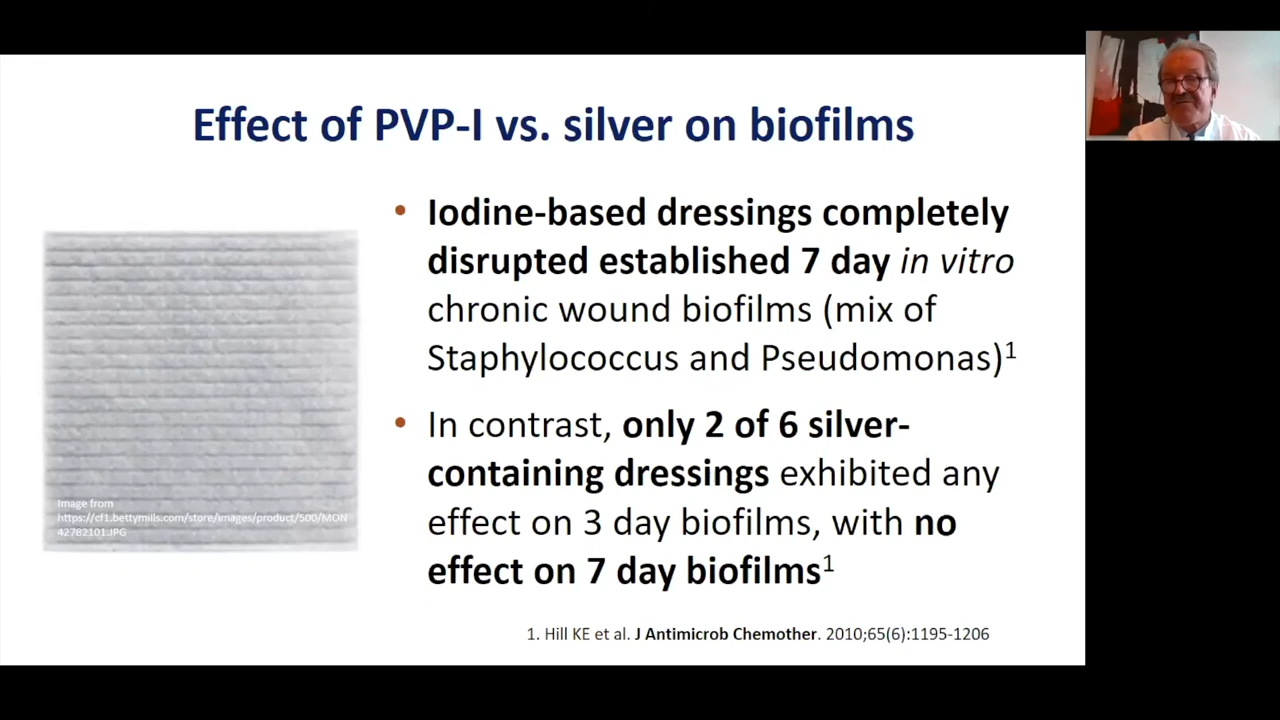 Effect of PVP-I vs. silver on biofilms
• Iodine-based dressings completely
disrupted established 7 day in vitro
chronic wound biofilms (mix of
Staphylococcus and Pseudomonas)1
• In contrast, only 2 of 6 silver-
containing dressings exhibited any
effect on 3 day biofilms, with no
effect on 7 day biofilms1
Image from
https://cf1.bettymills.com/store/images/product/500/MON
42782101.JPG
1. Hill KE et al. J Antimicrob Chemother. 2010;65(6):1195-1206